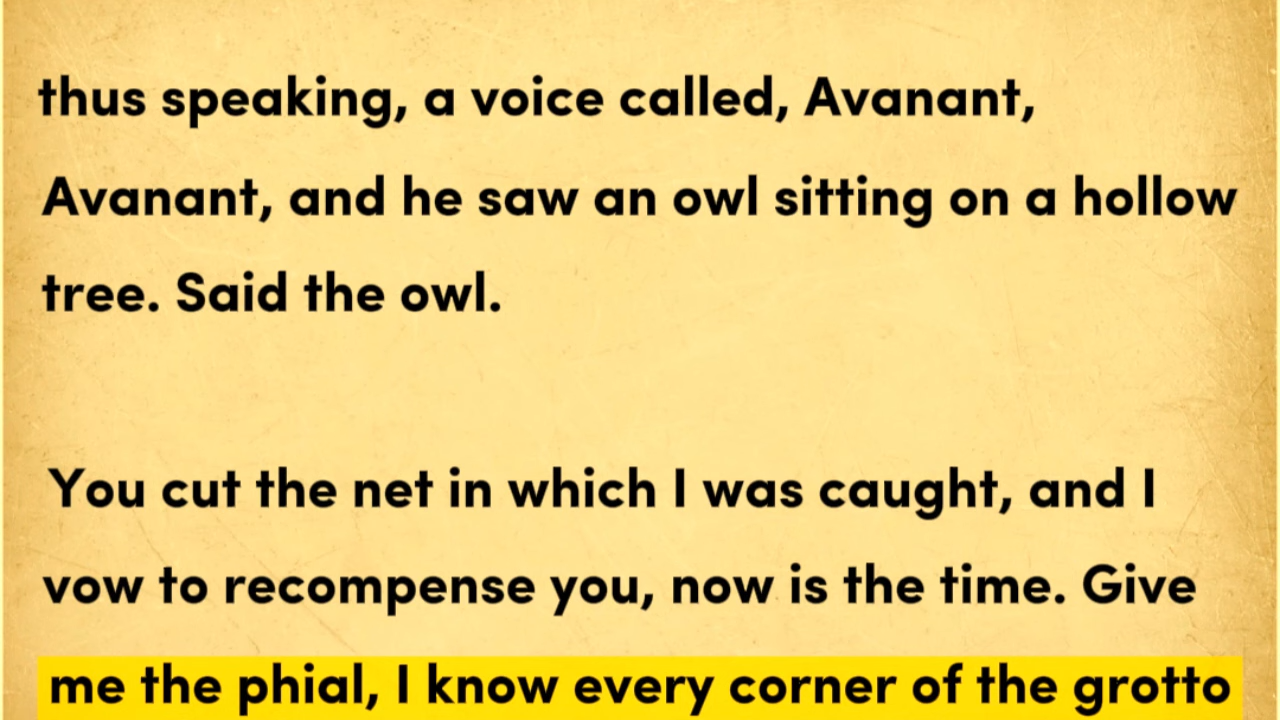 thus speaking, a voice called, Avanant,
Avanant, and he saw an owl sitting on a hollow
tree. Said the owl.
You cut the net in which I was caught, and I
vow to recompense you, now is the time. Give
me the phial, I know every corner of the grotto